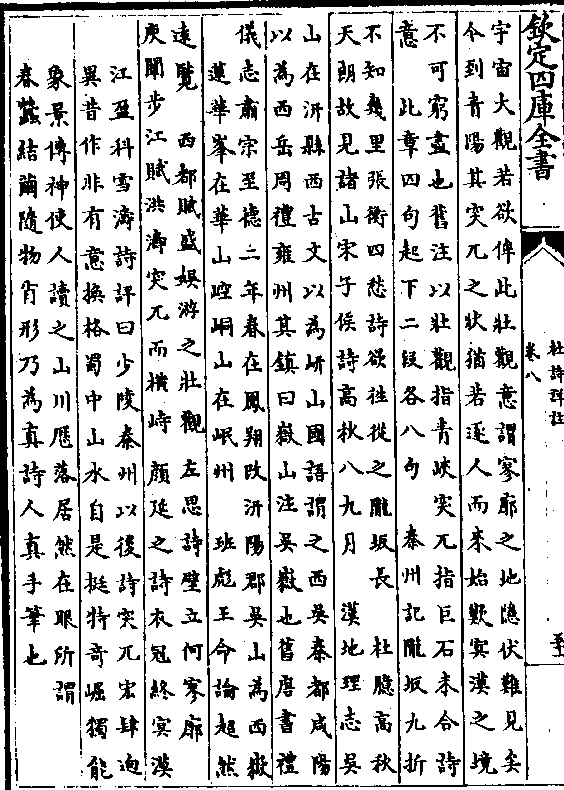 欽定四庫全書
杜詩詳註
卷八
至
宇宙大觀若欲俾此壯觀意謂寥廓之地隱伏難見矣
今到青陽其突兀之狀猶若逐人而來始歎㝠漠之境
不可窮盡也舊注以壯觀指青峽突兀指巨石未合詩
意 此章四句起下二段各八句 秦州記隴坂九折
不知幾里張衡四愁詩欲往從之隴坂長 杜臆高秋
天朗故見諸山宋子侯詩高秋八九月 漢地理志吳
山在汧縣西古文以為岍山國語謂之西吳秦都咸陽
以為西岳周禮雍州其鎮曰嶽山注吳嶽也舊唐書禮
儀志肅宗至德二年春在鳳翔改汧陽郡吳山為西嶽
蓮華峯在華山崆峒山在岷州 班彪王命論超然
遠覽 西都賦盛娛游之壯觀 左思詩壁立何寥廓
庾闡步江賦洪濤突兀而橫峙 顔延之詩衣冠終㝠漠
江盈科雪濤詩評曰少陵秦州以後詩突兀宏肆迥
異昔作非有意換格蜀中山水自是挺特奇崛獨能
象景傳神使人讀之山川歷落居然在眼所謂
春蠶結繭隨物肖形乃為真詩人真手筆也